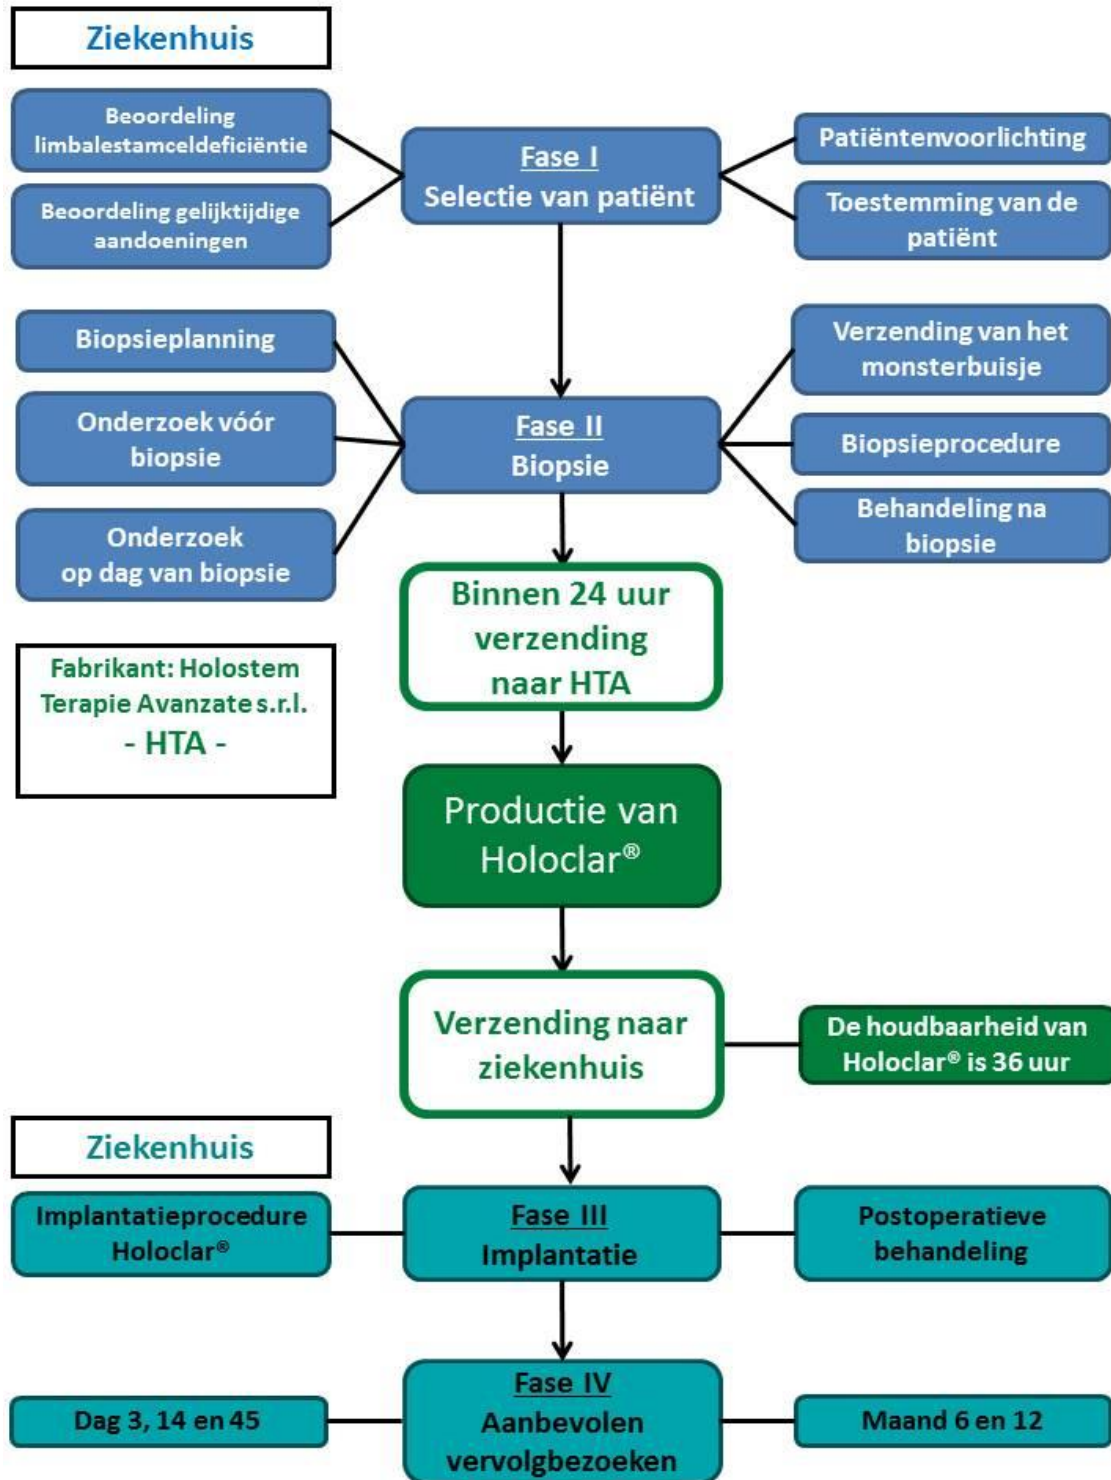 Ziekenhuis
Beoordeling
limbalestamceldeficiëntie
Beoordeling gelijktijdige
aandoeningen
Fase I
Selectie van patiënt
Patiëntenvoorlichting
Toestemming van de
patiënt
Biopsieplanning
Onderzoek vóór
biopsie
Onderzoek
op dag van biopsie
Fase II
Biopsie
Verzending van het
monsterbuisje
Biopsieprocedure
Behandeling na
biopsie
Binnen 24 uur
verzending
naar HTA
Fabrikant: Holostem
Terapie Avanzate s.r.l.
- HTA -
Productie van
Holoclar®
Verzending naar
ziekenhuis
De houdbaarheid van
Holoclar® is 36 uur
Ziekenhuis
Implantatieprocedure
Holoclar®
Fase III
Implantatie
Postoperatieve
behandeling
Dag 3, 14 en 45
Fase IV
Aanbevolen
vervolgbezoeken
Maand 6 en 12